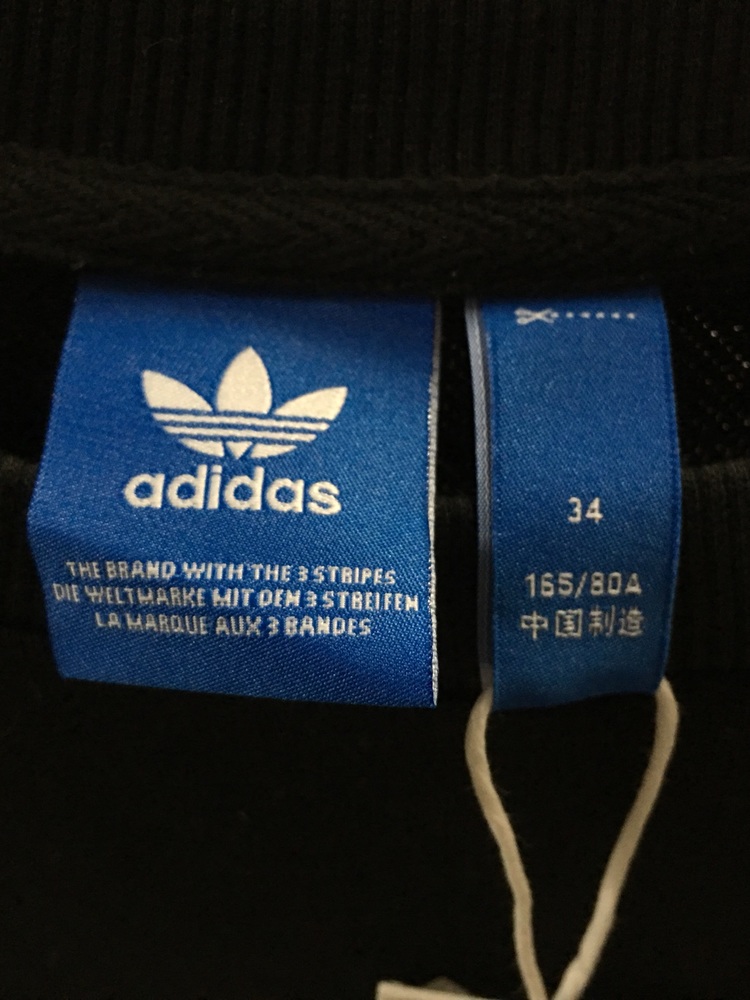 adidas
THE BRAND WITH THE 3 STRIPES
DIE WELTMARKE MIT DEN 3 STREIFEN
LA MARQUE AUX 3 BANDES
34
165/80A
中国制造